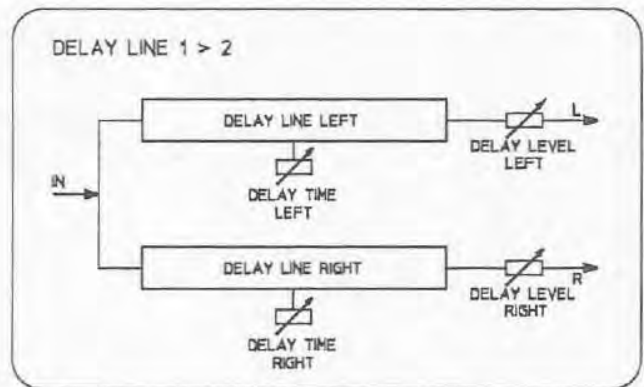 DELAY LINE 1 > 2
DELAY LINE LEFT
L
DELAY LEVEL
LEFT
DELAY TIME
LEFT
IN
DELAY LINE RIGHT
R
DELAY LEVEL
RIGHT
DELAY TIME
RIGHT